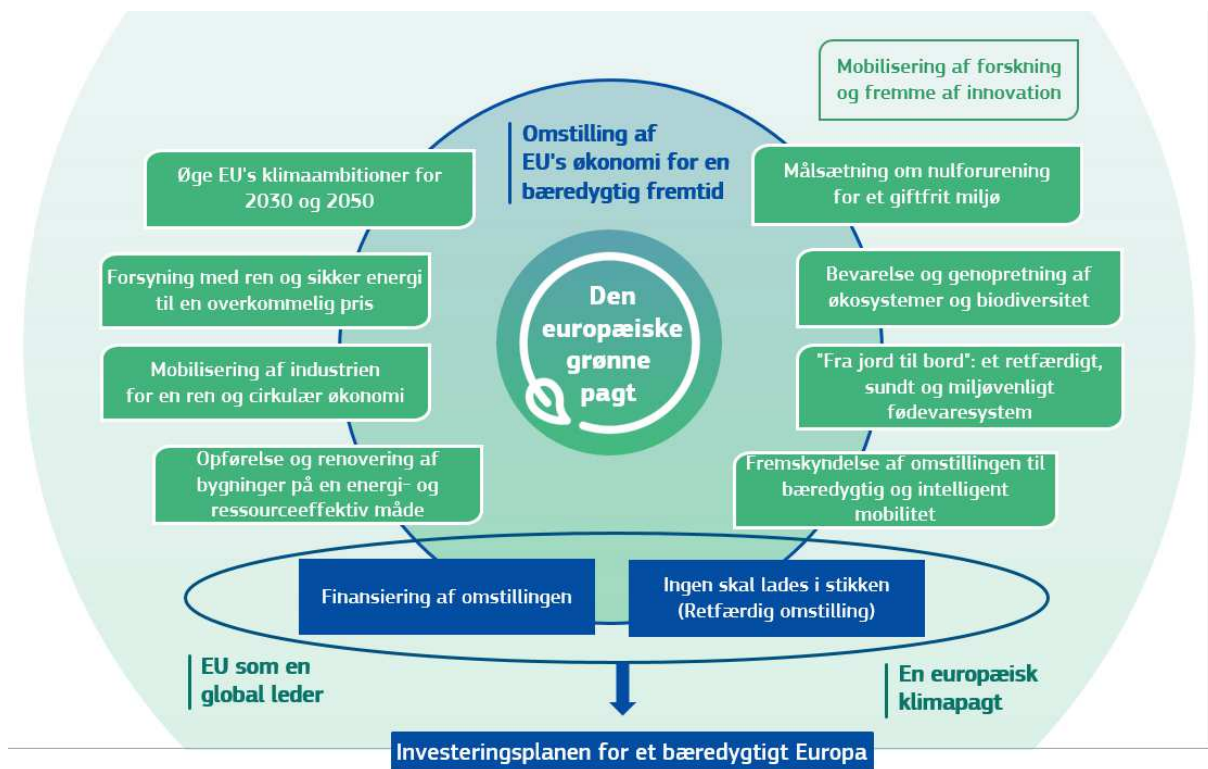 Mobilisering af forskning
og fremme af innovation
Omstilling af
EU's økonomi for en
bæredygtig fremtid
Øge EU's klimaambitioner for
2030 og 2050
Målsætning om nulforurening
for et giftfrit miljø
Forsyning med ren og sikker energi
til en overkommelig pris
Bevarelse og genopretning af
økosystemer og biodiversitet
Den
europæiske
grønne
pagt
Mobilisering af industrien
for en ren og cirkulær økonomi
"Fra jord til bord": et retfærdigt,
sundt og miljøvenligt
fødevaresystem
Opførelse og renovering af
bygninger på en energi- og
ressourceeffektiv måde
Fremskyndelse af omstillingen til
bæredygtig og intelligent
mobilitet
Finansiering af omstillingen
Ingen skal lades i stikken
(Retfærdig omstilling)
EU som en
global leder
En europæisk
klimapagt
Investeringsplanen for et bæredygtigt Europa